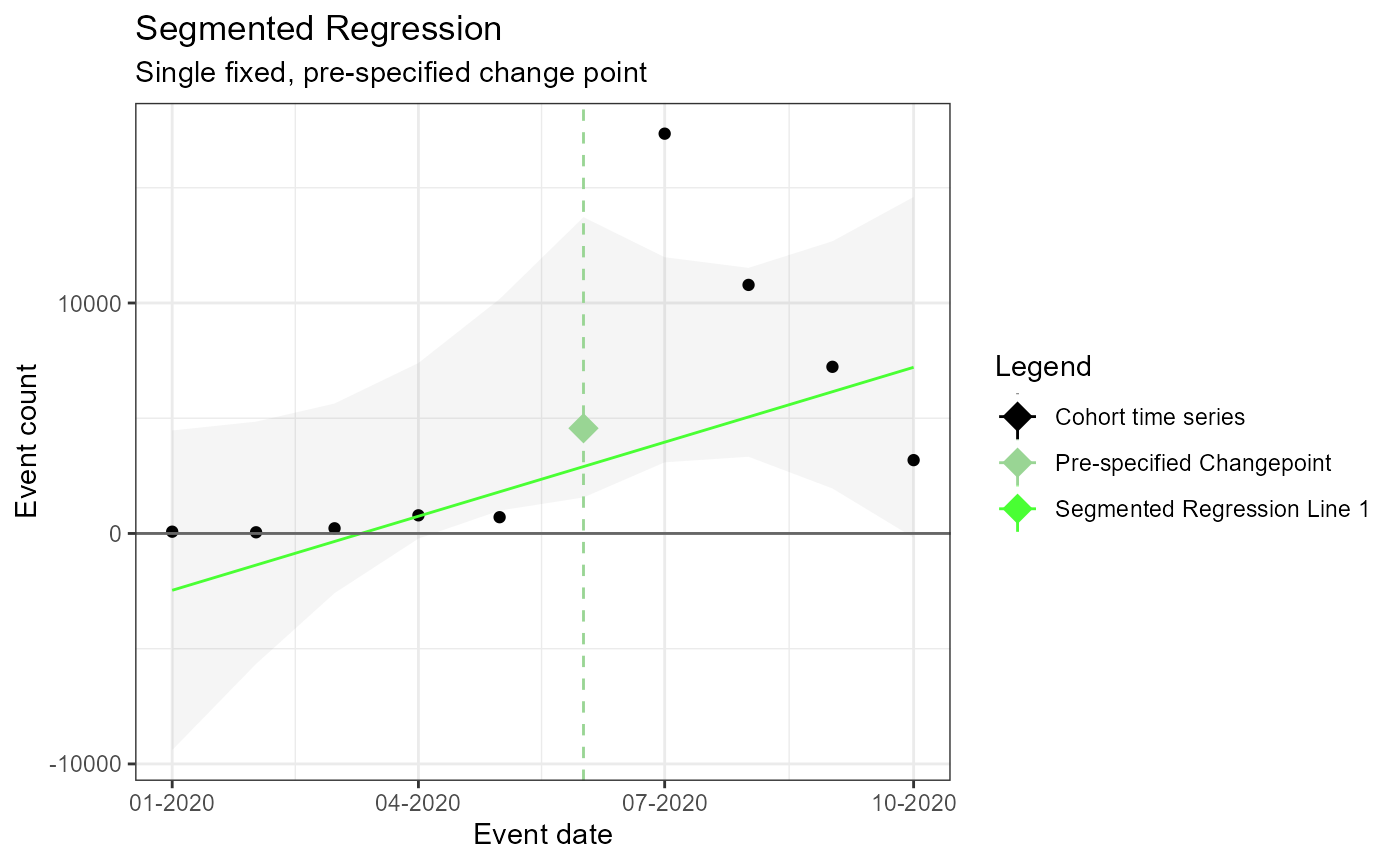 Segmented Regression
Single fixed, pre-specified change point
Event count
10000
0
-10000
01-2020
04-2020
07-2020
10-2020
Event date
Legend
Cohort time series
Pre-specified Changepoint
Segmented Regression Line 1